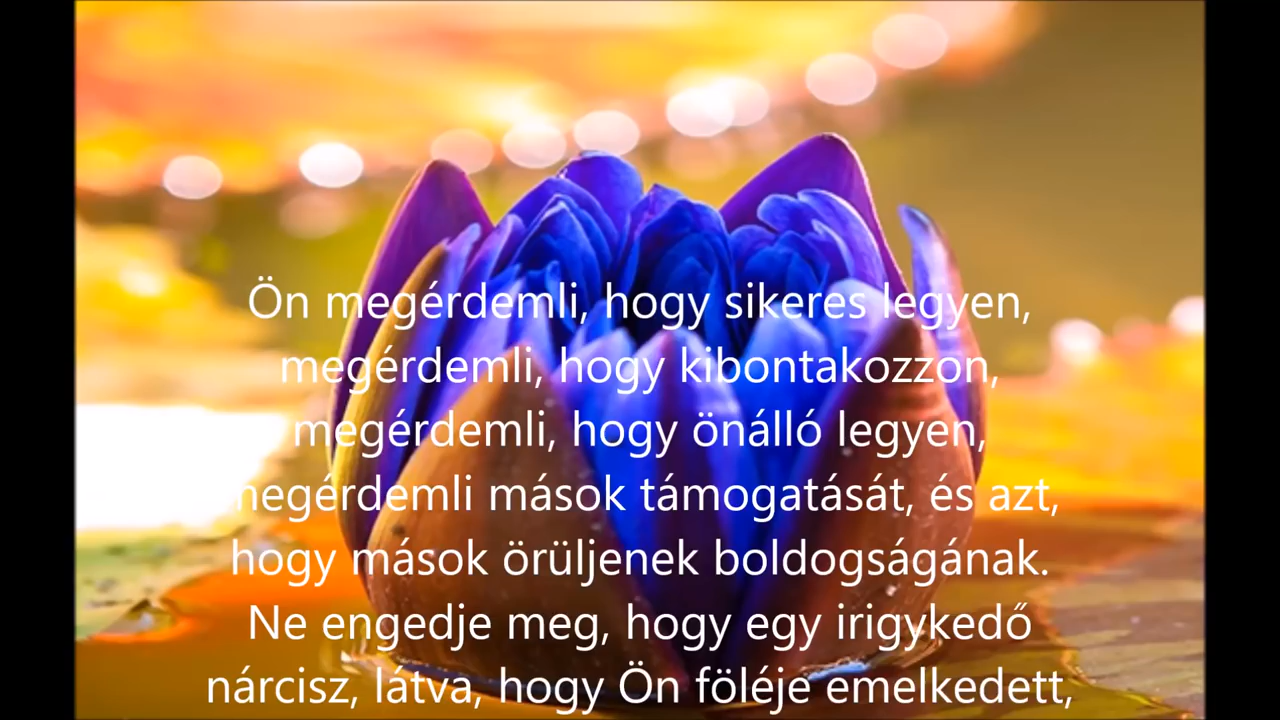 Ön megérdemli, hogy sikeres legyen,
megérdemli, hogy kibontakozzon,
megérdemli, hogy önálló legyen,
megérdemli mások támogatását, és azt,
hogy mások örüljenek boldogságának.
Ne engedje meg, hogy egy irigykedő
nárcisz, látva, hogy Ön föléje emelkedett,